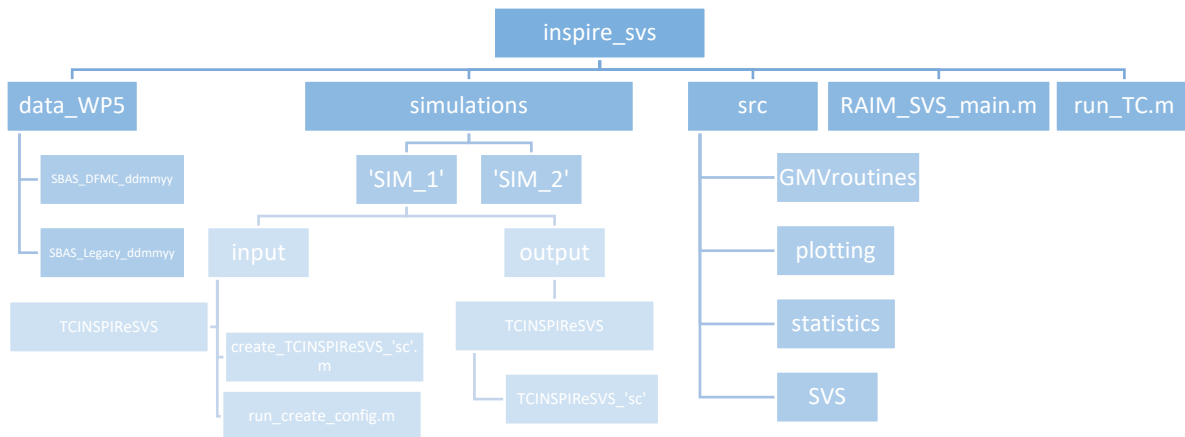 inspire_svs
data_WP5
simulations
src
RAIM_SVS_main.m
run_TC.m
SBAS_DFMC_ddmmyy
'SIM_1'
'SIM_2'
GMVroutines
SBAS_Legacy_ddmmyy
input
output
plotting
TCINSPIReSVS
TCINSPIReSVS
statistics
create_TCINSPIReSVS_'sc'.
m
TCINSPIReSVS_'sc'
SVS
run_create_config.m